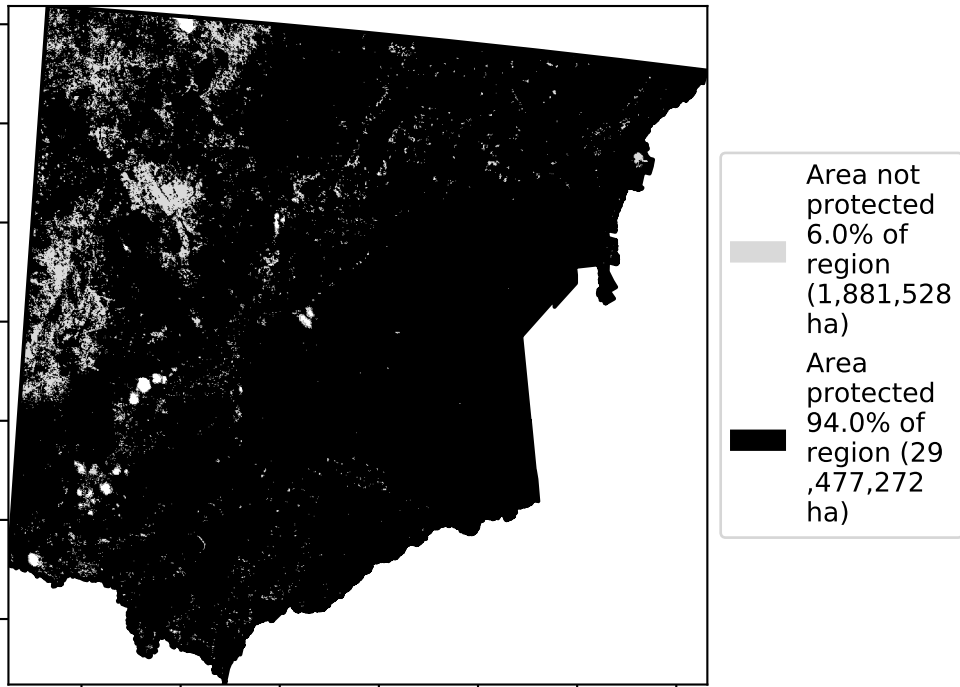 Area not
protected
6.0% of
region
(1,881,528
ha)
Area
protected
94.0% of
region (29
,477,272
ha)